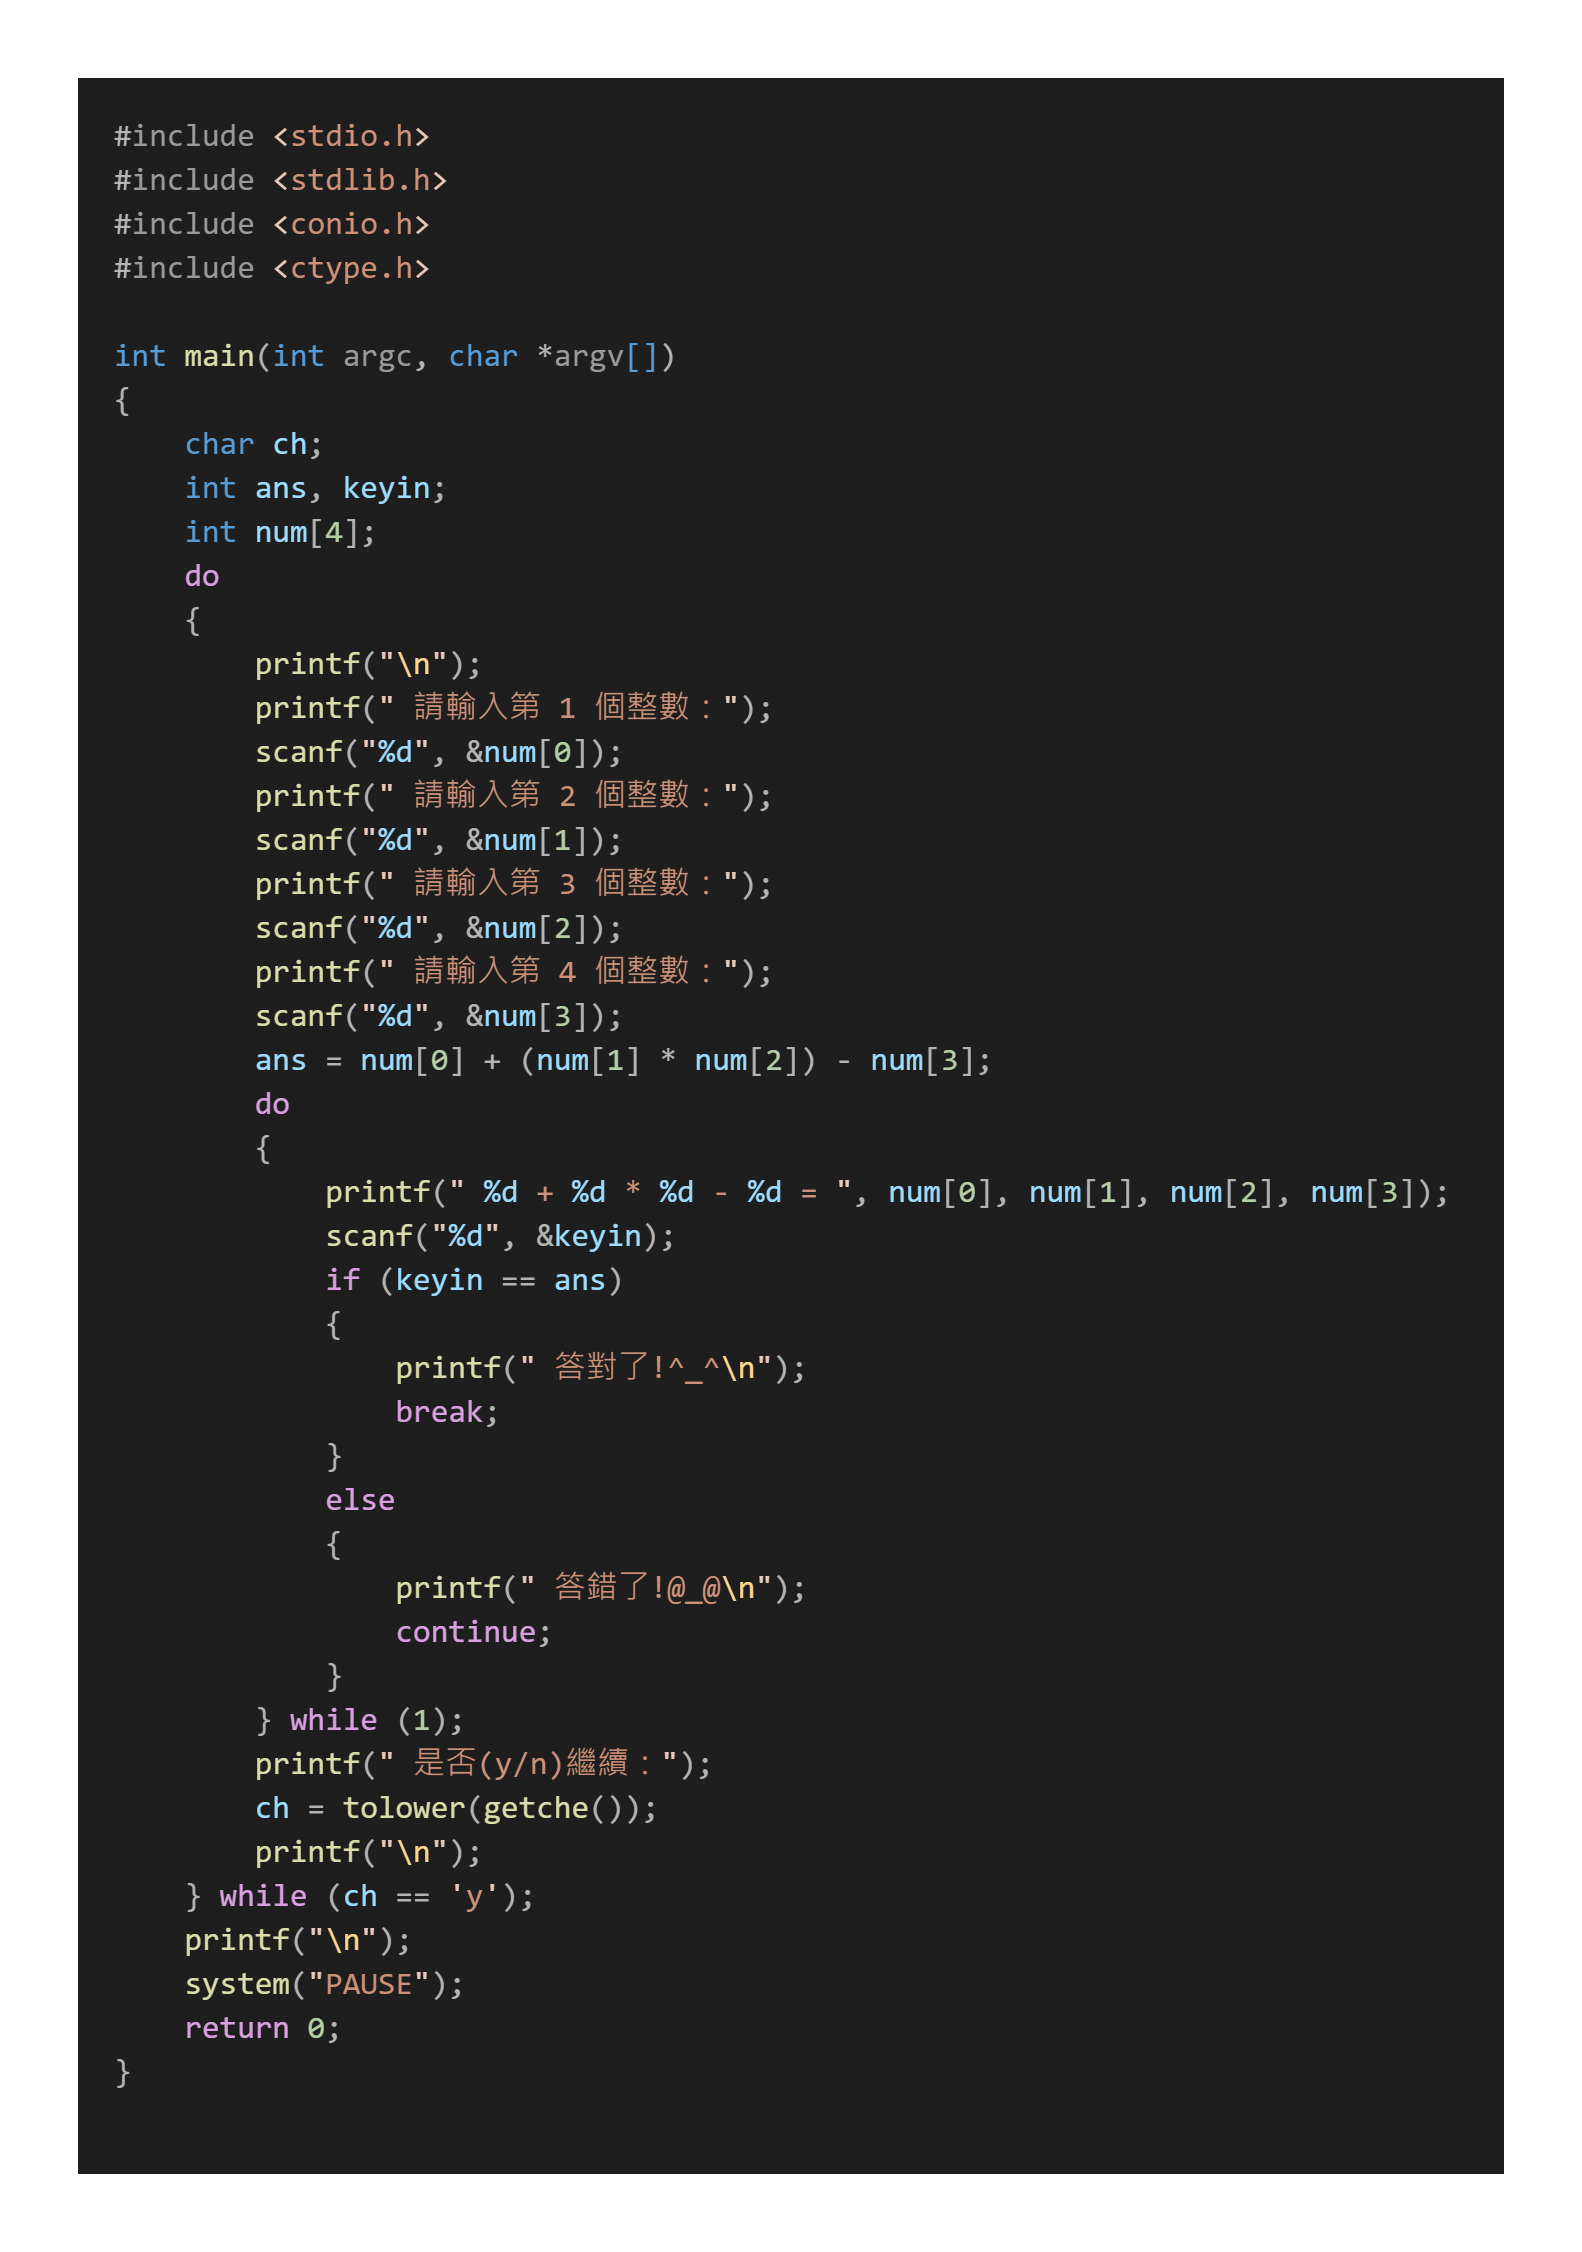 #include <stdio.h>
#include <stdlib.h>
#include <conio.h>
#include <ctype.h>

int main(int argc, char *argv[])
{
    char ch;
    int ans, keyin;
    int num[4];
    do
    {
        printf("\n");
        printf(" 請輸入第 1 個整數：");
        scanf("%d", &num[0]);
        printf(" 請輸入第 2 個整數：");
        scanf("%d", &num[1]);
        printf(" 請輸入第 3 個整數：");
        scanf("%d", &num[2]);
        printf(" 請輸入第 4 個整數：");
        scanf("%d", &num[3]);
        ans = num[0] + (num[1] * num[2]) - num[3];
        do
        {
            printf(" %d + %d * %d - %d = ", num[0], num[1], num[2], num[3]);
            scanf("%d", &keyin);
            if (keyin == ans)
            {
                printf(" 答對了!^_^\n");
                break;
            }
            else
            {
                printf(" 答錯了!@_@\n");
                continue;
            }
        } while (1);
        printf(" 是否(y/n)繼續：");
        ch = tolower(getche());
        printf("\n");
    } while (ch == 'y');
    printf("\n");
    system("PAUSE");
    return 0;
}